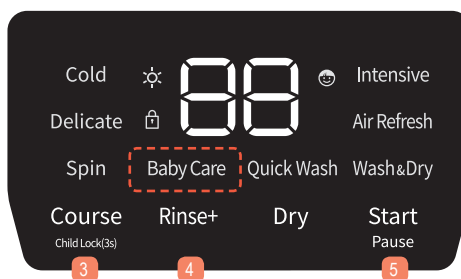 Cold 88 Intensive
Delicate Air Refresh
Spin Baby Care Quick Wash Wash&Dry
Course Rinse+ Dry Start
Child Lock(3s) Pause
3 4 5